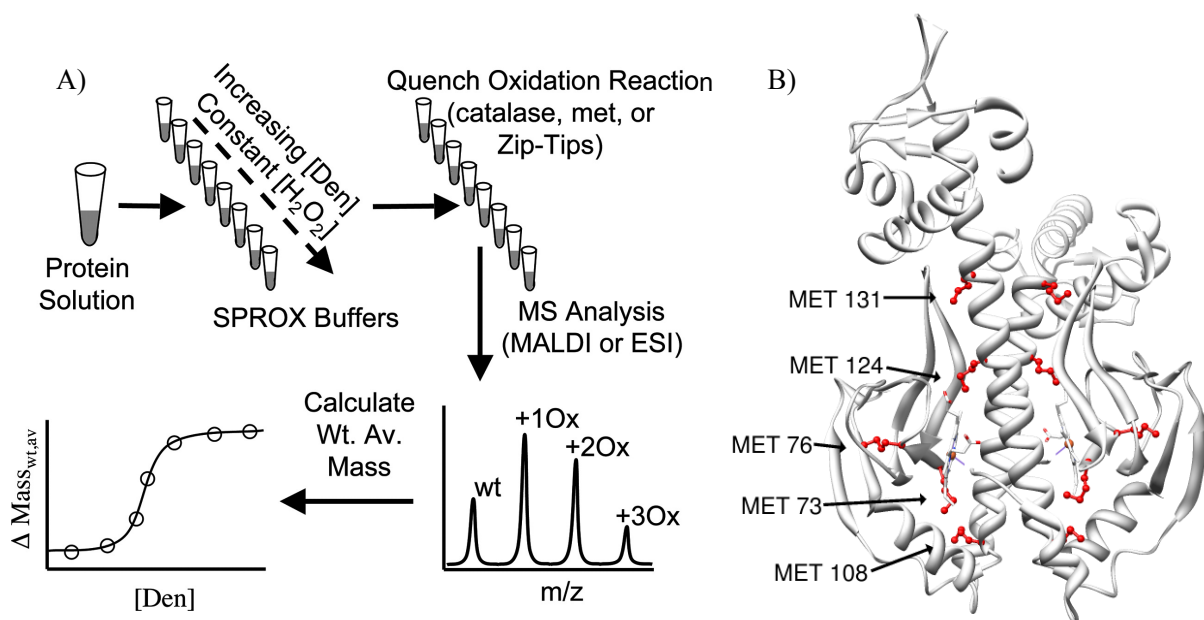 A)
Protein
Solution
Increasing [Den]
Constant [H₂O₂]
SPROX Buffers
Quench Oxidation Reaction
(catalase, met, or
Zip-Tips)
MS Analysis
(MALDI or ESI)
wt
+1Ox
+2Ox
+3Ox
m/z
Calculate
Wt. Av.
Mass
Δ Mass wt,av
[Den]
B)
MET 131
MET 124
MET 76
MET 73
MET 108